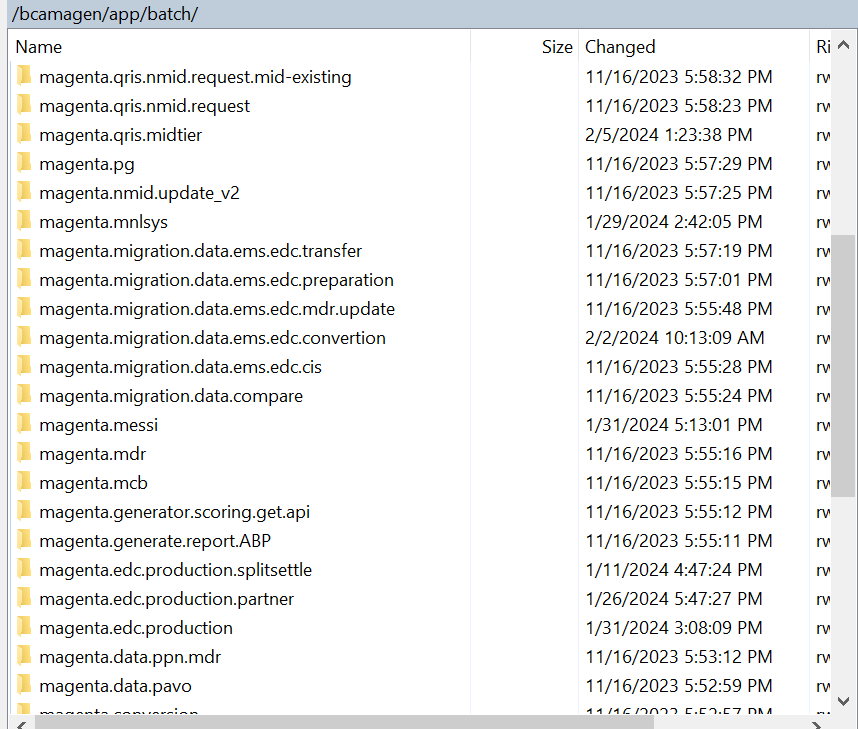 /bcamagen/app/batch/
Name Size Changed Ri
magenta.qris.nmid.request.mid-existing 11/16/2023 5:58:32 PM rw
magenta.qris.nmid.request 11/16/2023 5:58:23 PM rw
magenta.qris.midtier 2/5/2024 1:23:38 PM rw
magenta.pg 11/16/2023 5:57:29 PM rw
magenta.nmid.update_v2 11/16/2023 5:57:25 PM rw
magenta.mnlsys 1/29/2024 2:42:05 PM rw
magenta.migration.data.ems.edc.transfer 11/16/2023 5:57:19 PM rw
magenta.migration.data.ems.edc.preparation 11/16/2023 5:57:01 PM rw
magenta.migration.data.ems.edc.mdr.update 11/16/2023 5:55:48 PM rw
magenta.migration.data.ems.edc.convertion 2/2/2024 10:13:09 AM rw
magenta.migration.data.ems.edc.cis 11/16/2023 5:55:28 PM rw
magenta.migration.data.compare 11/16/2023 5:55:24 PM rw
magenta.messi 1/31/2024 5:13:01 PM rw
magenta.mdr 11/16/2023 5:55:16 PM rw
magenta.mcb 11/16/2023 5:55:15 PM rw
magenta.generator.scoring.get.api 11/16/2023 5:55:12 PM rw
magenta.generate.report.ABP 11/16/2023 5:55:11 PM rw
magenta.edc.production.splitsettle 1/11/2024 4:47:24 PM rw
magenta.edc.production.partner 1/26/2024 5:47:27 PM rw
magenta.edc.production 1/31/2024 3:08:09 PM rw
magenta.data.ppn.mdr 11/16/2023 5:53:12 PM rw
magenta.data.pavo 11/16/2023 5:52:59 PM rw
magenta.conversion 11/16/2023 5:52:57 PM rw